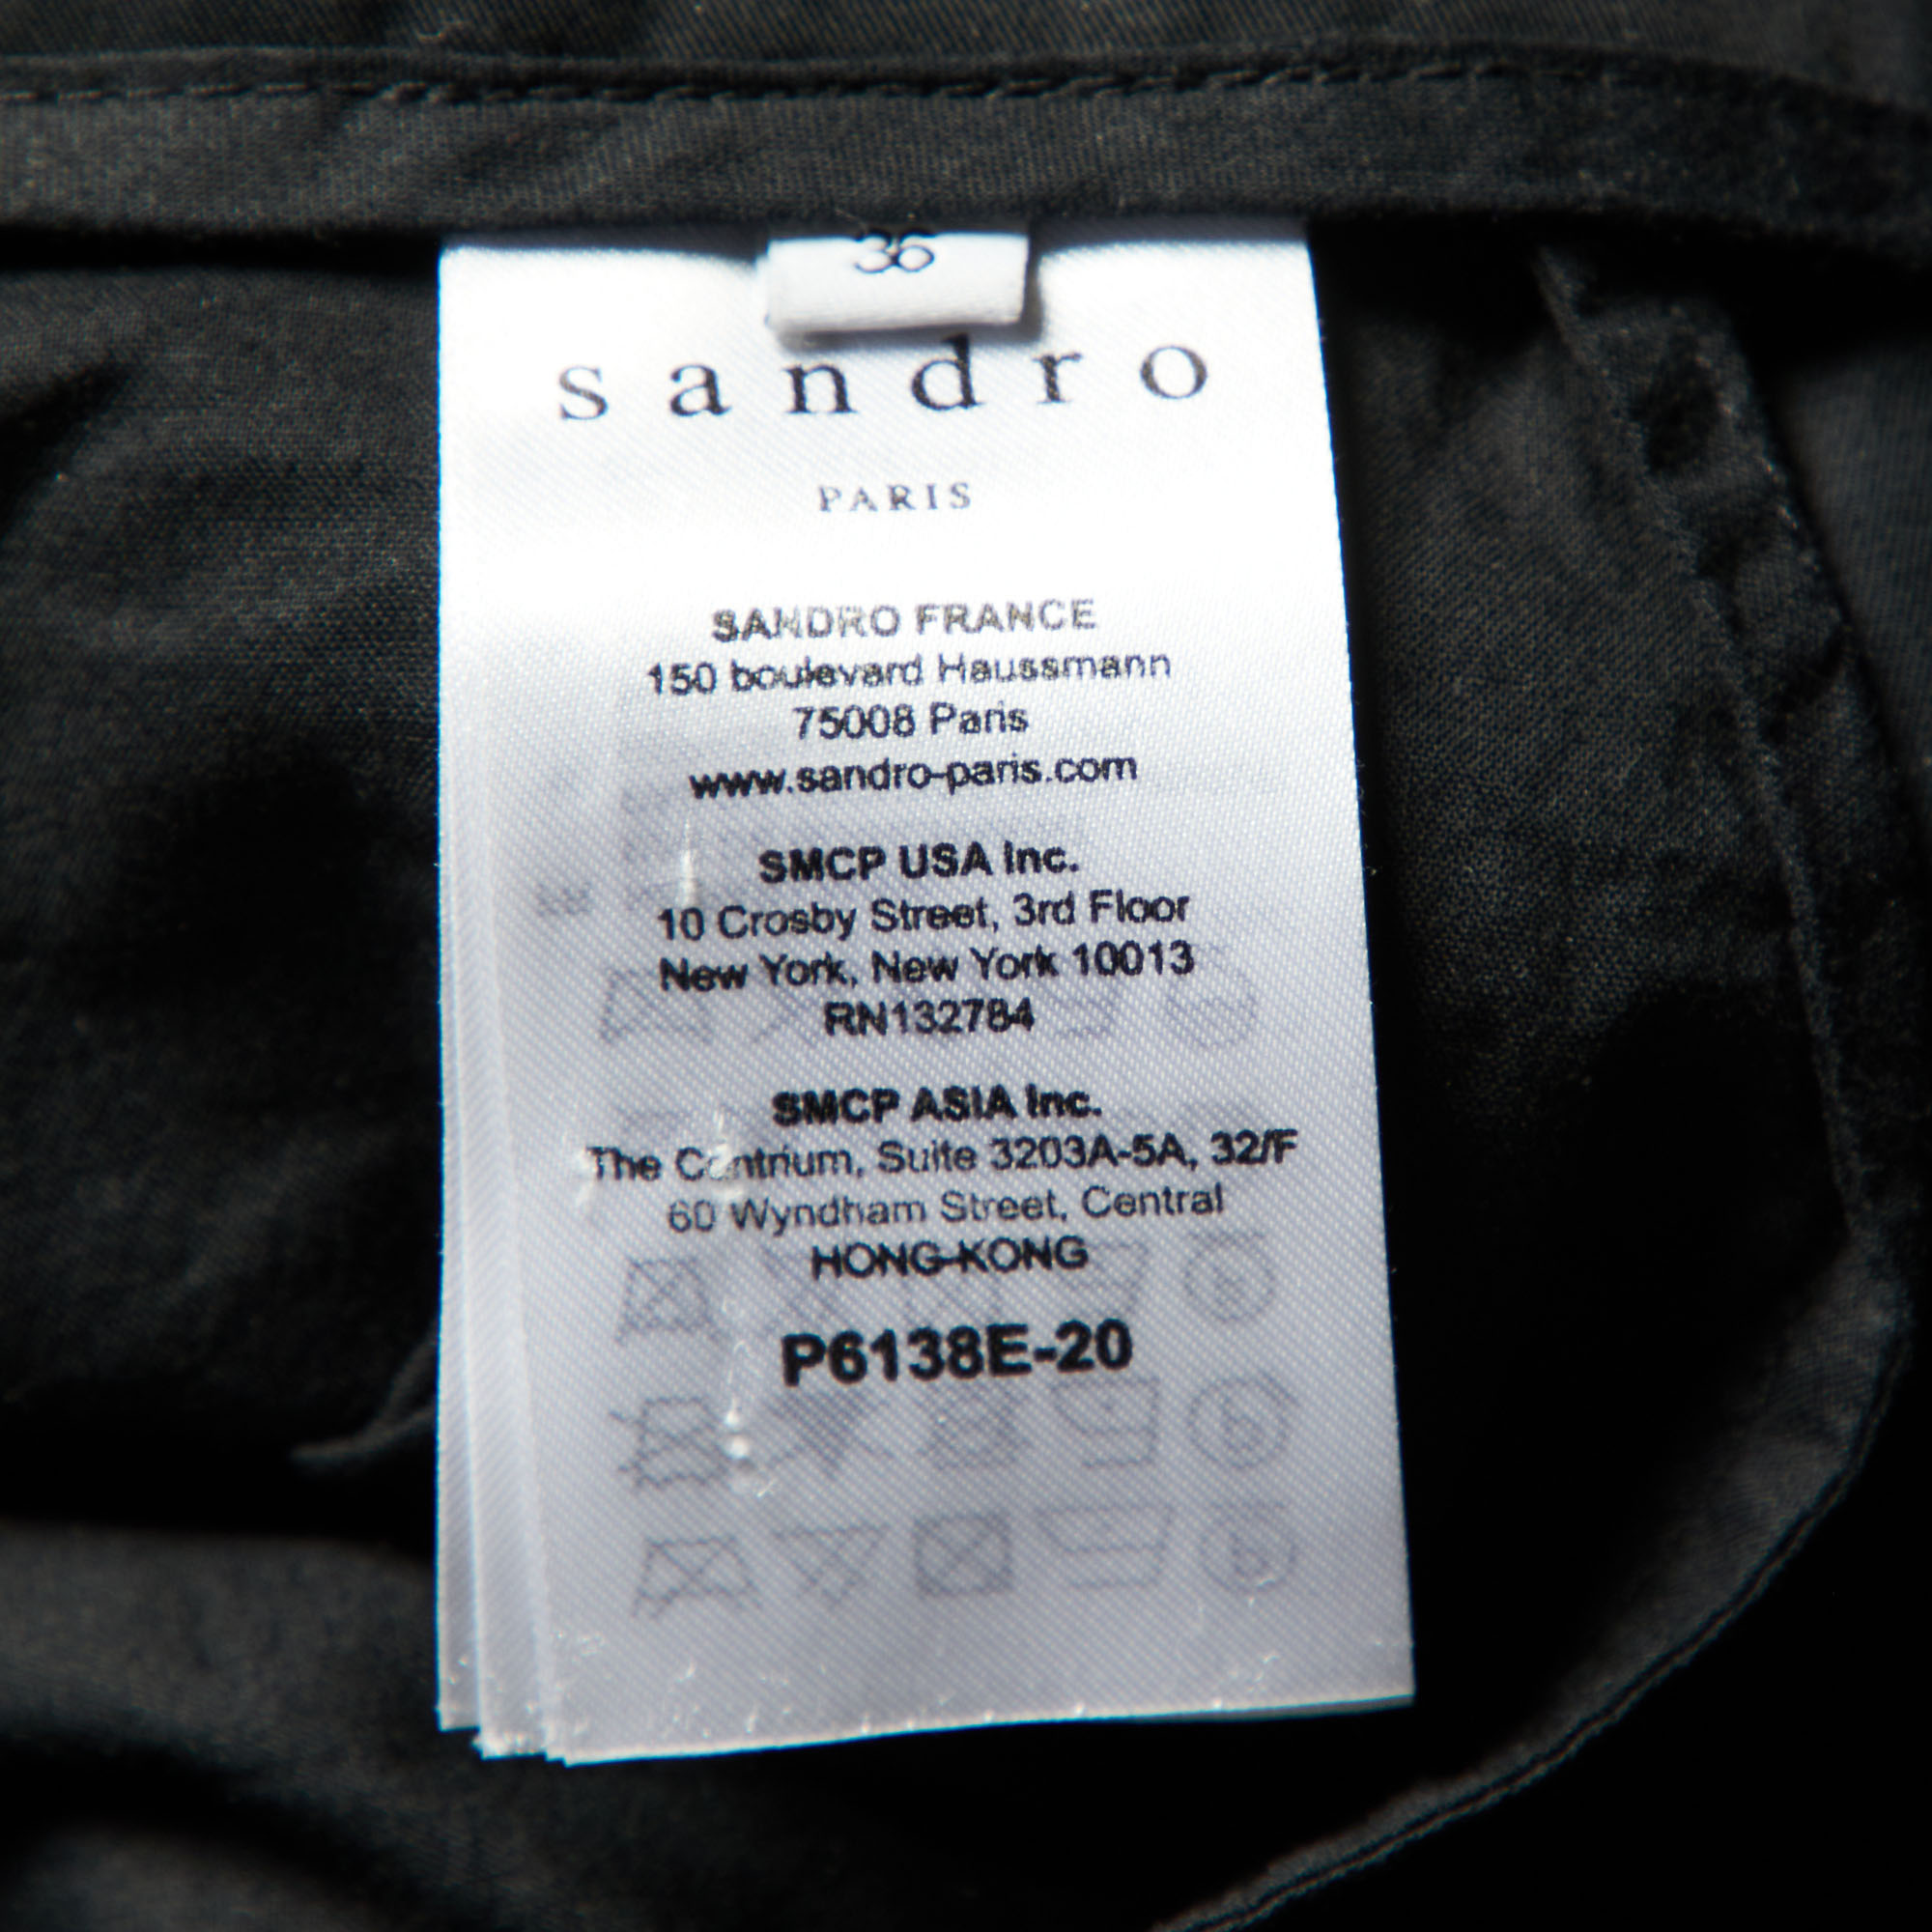 36
sandro
PARIS
SANDRO FRANCE
150 boulevard Haussmann
75008 Paris
www.sandro-paris.com
SMCP USA Inc.
10 Crosby Street, 3rd Floor
New York, New York 10013
RN132784
SMCP ASIA Inc.
The Centrium, Suite 3203A-5A, 32/F
60 Wyndham Street, Central
HONG-KONG
P6138E-20